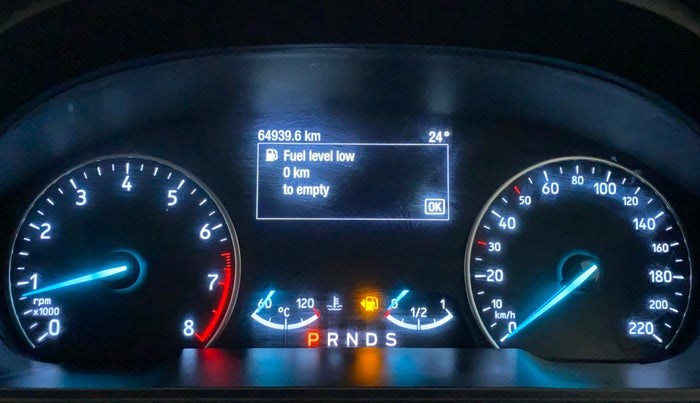 64939.6 km 24°
Fuel level low
0 km
to empty
OK
0 1 2 3 4 5 6 7 8
rpm
x1000
60 120
°C
0 1/2 1
P R N D S
0 10 20 30 40 50 60 80 100 120 140 160 180 200 220
km/h